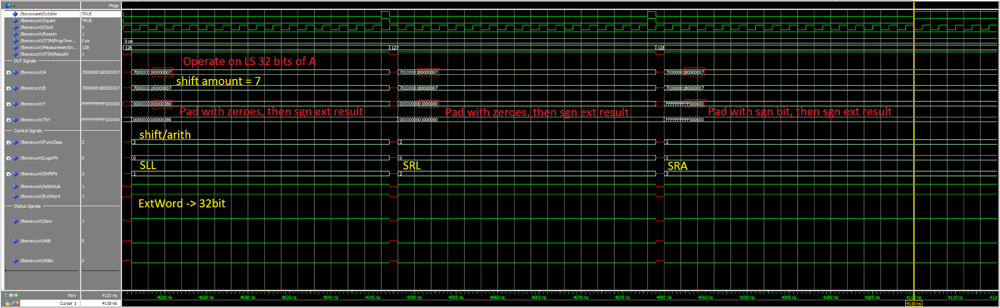 Msgs
/tbexecunit/Sstable TRUE
/tbexecunit/Squiet TRUE
/tbexecunit/Clock 0
/tbexecunit/Resetn 1
/tbexecunit/STIM/PropTime... 0 ps 0 ps
/tbexecunit/MeasurementIn... 128 126 127 128
/tbexecunit/STIM/ResultV 1
DUT Signals
Operate on LS 32 bits of A
/tbexecunit/A 7000000180000007 7000000180000007 7000000180000007 7000000180000007
shift amount = 7
/tbexecunit/B 7000000180000007 7000000180000007 7000000180000007 7000000180000007
/tbexecunit/Y FFFFFFFFFF000000 0000000000000380 0000000001000000 FFFFFFFFFF000000
Pad with zeroes, then sgn ext result Pad with zeroes, then sgn ext result Pad with sgn bit, then sgn ext result
/tbexecunit/TbY FFFFFFFFFF000000 0000000000000380 0000000001000000 FFFFFFFFFF000000
Control Signals
shift/arith
/tbexecunit/FuncClass 2 2 2 2
/tbexecunit/LogicFN 0 0 0 0
SLL SRL SRA
/tbexecunit/ShiftFN 3 1 2 3
/tbexecunit/AddnSub 1
/tbexecunit/ExtWord 1
ExtWord -> 32bit
Status Signals
/tbexecunit/Zero 1
/tbexecunit/AltB 0
/tbexecunit/AltBu 0
Now 4120 ns 4020 ns 4025 ns 4030 ns 4035 ns 4040 ns 4045 ns 4050 ns 4055 ns 4060 ns 4065 ns 4070 ns 4075 ns 4080 ns 4085 ns 4090 ns 4095 ns 4100 ns 4105 ns 4110 ns 4115 ns 412
Cursor 1 4110 ns 4110 ns